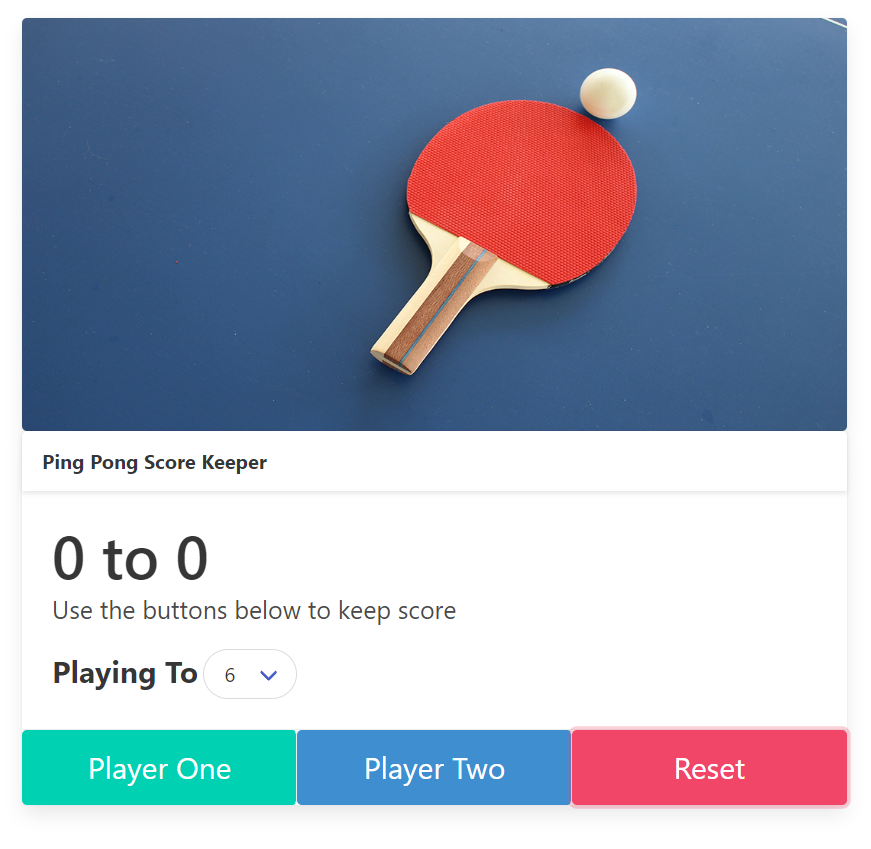 Ping Pong Score Keeper
0 to 0
Use the buttons below to keep score
Playing To 6
Player One Player Two Reset